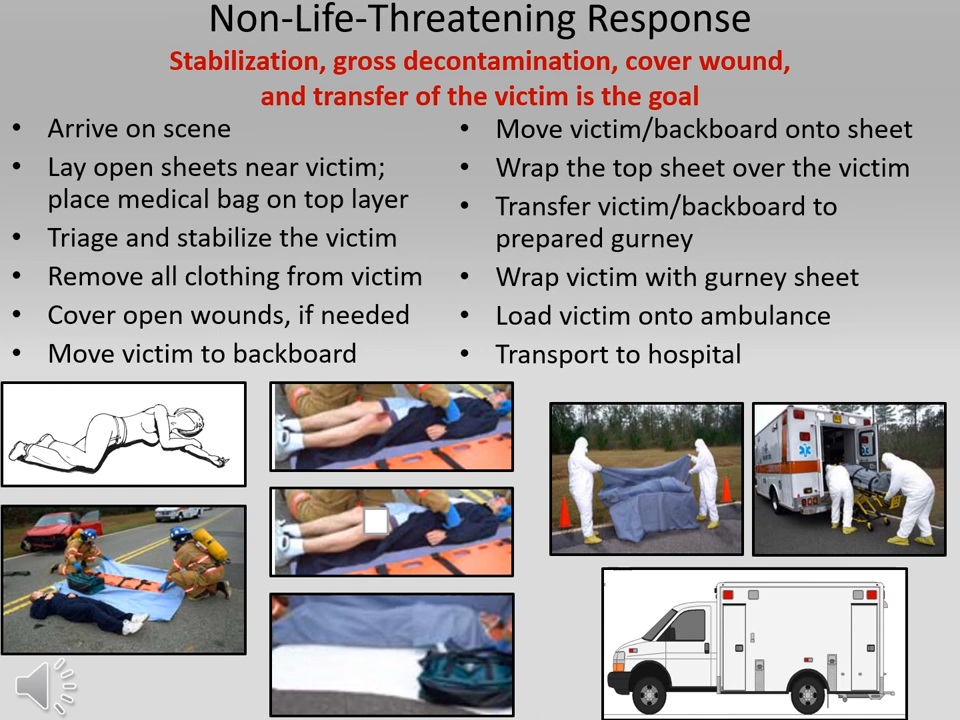 Non-Life-Threatening Response
Stabilization, gross decontamination, cover wound,
and transfer of the victim is the goal
• Arrive on scene
• Lay open sheets near victim;
place medical bag on top layer
• Triage and stabilize the victim
• Remove all clothing from victim
• Cover open wounds, if needed
• Move victim to backboard
• Move victim/backboard onto sheet
• Wrap the top sheet over the victim
• Transfer victim/backboard to
prepared gurney
• Wrap victim with gurney sheet
• Load victim onto ambulance
• Transport to hospital